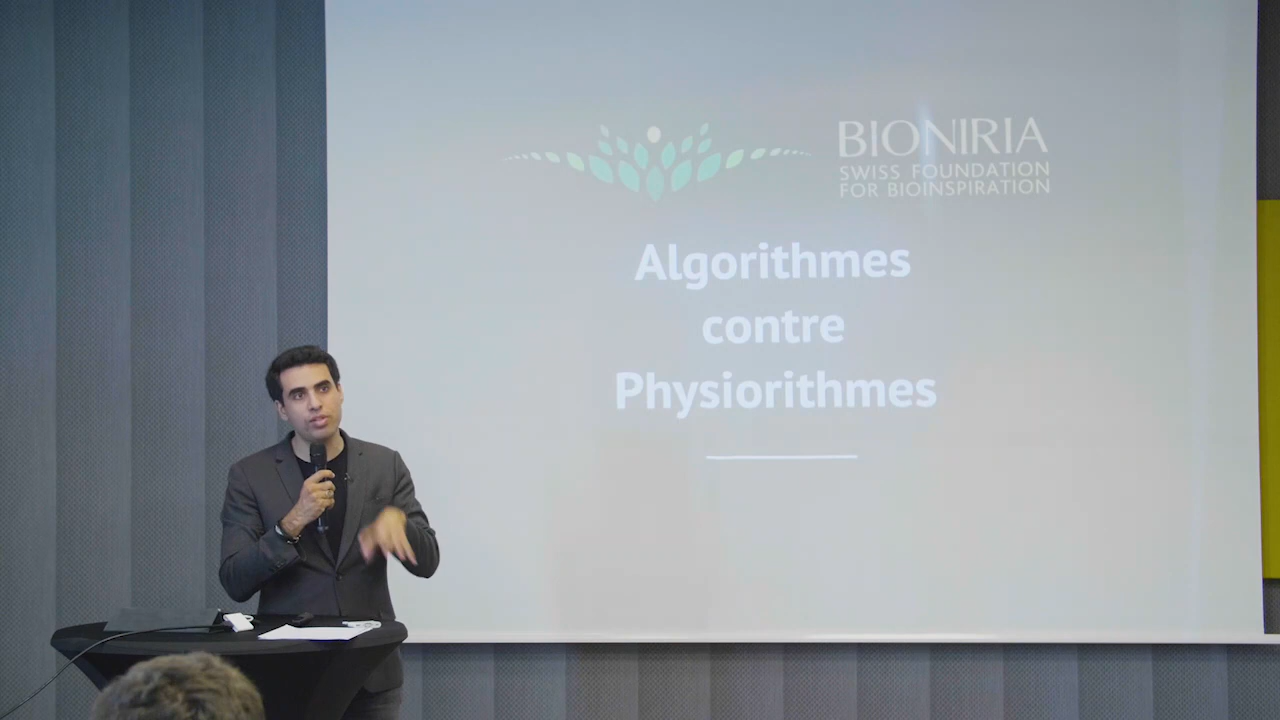 BIONIRIA
SWISS FOUNDATION
FOR BIOINSPIRATION
Algorithmes
contre
Physiorithmes